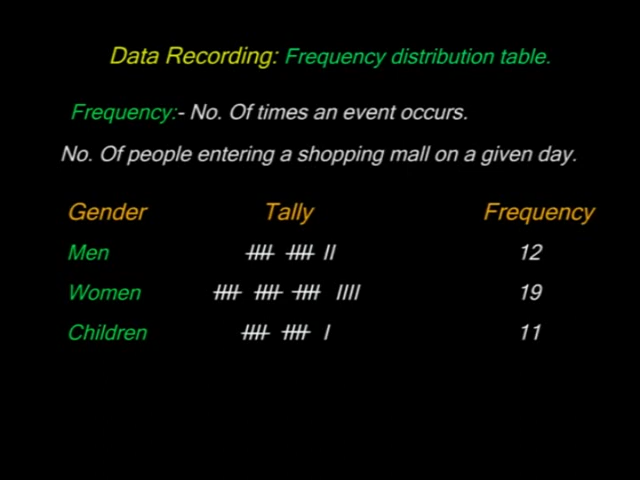 Data Recording: Frequency distribution table.
Frequency:- No. Of times an event occurs.
No. Of people entering a shopping mall on a given day.
Gender Tally Frequency
Men 𝍸 𝍸 II 12
Women 𝍸 𝍸 𝍸 IIII 19
Children 𝍸 𝍸 I 11